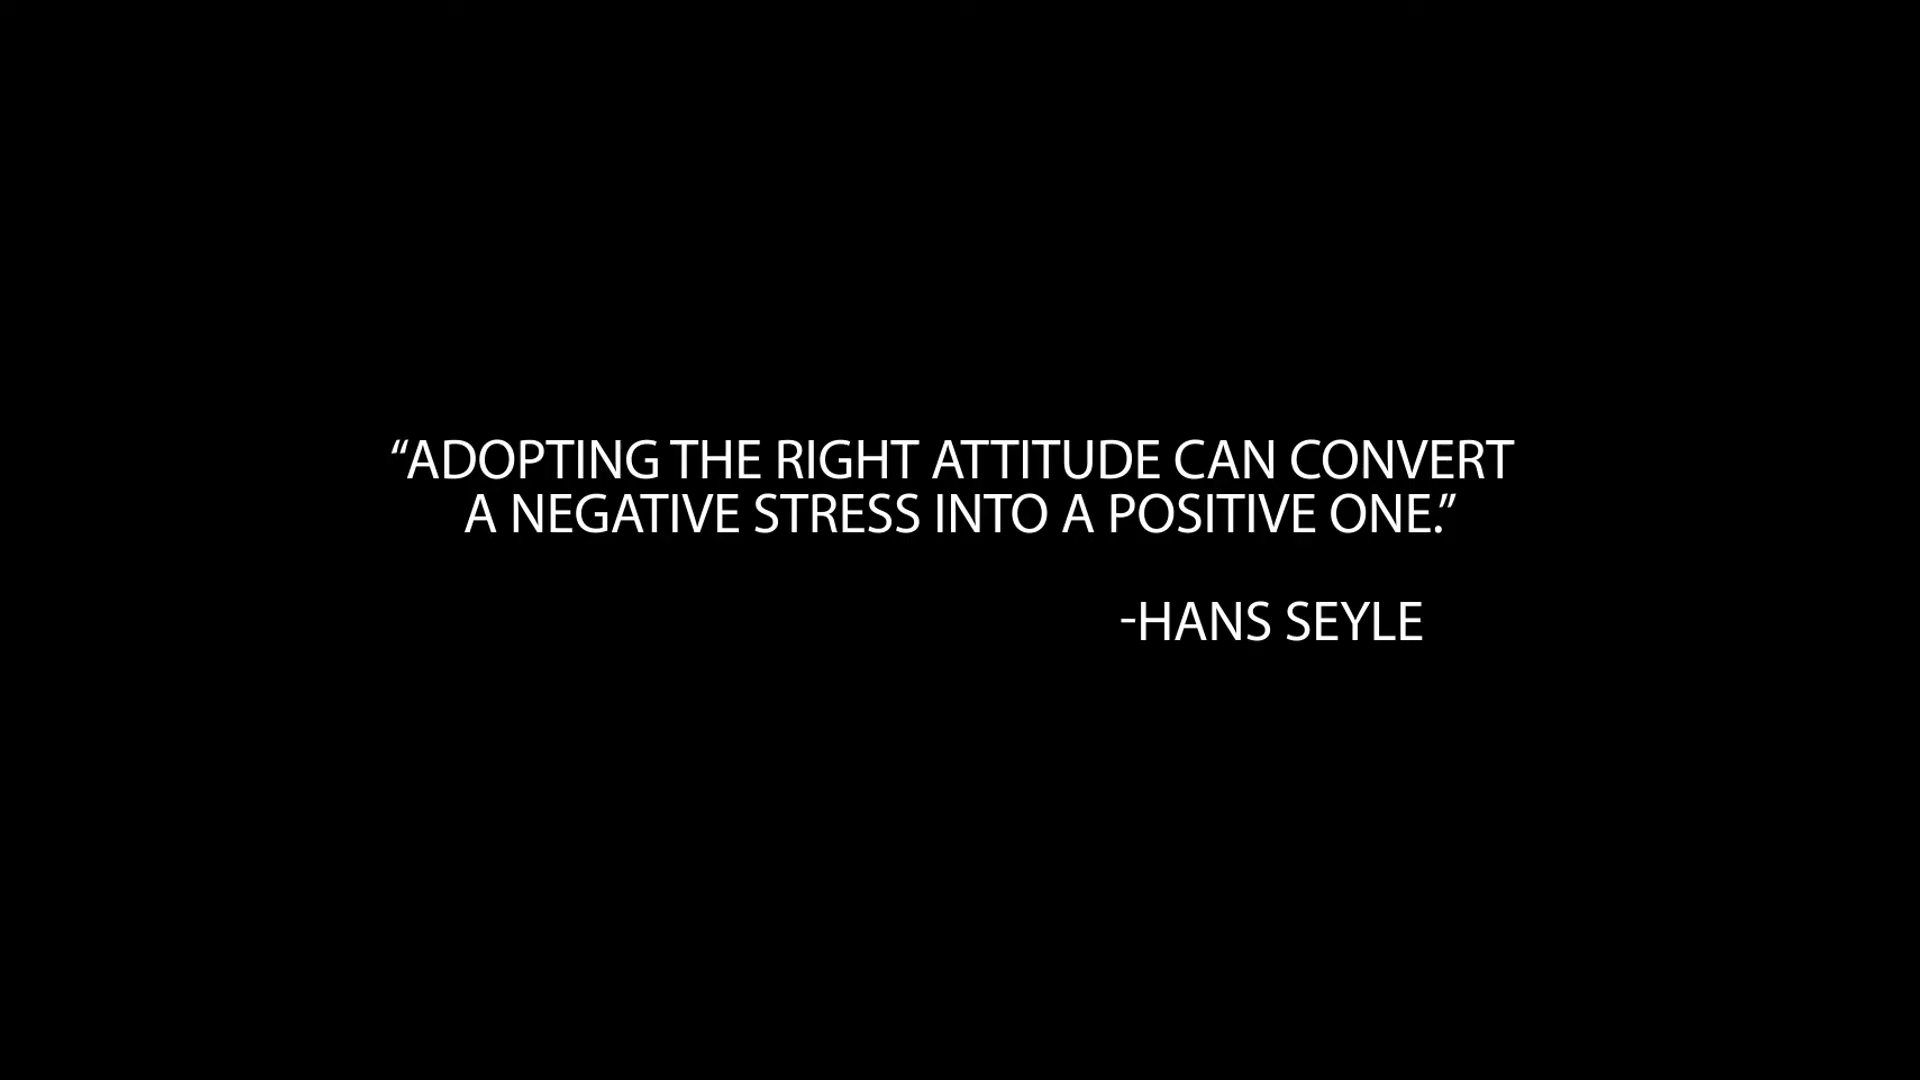 “ADOPTING THE RIGHT ATTITUDE CAN CONVERT
A NEGATIVE STRESS INTO A POSITIVE ONE.”
-HANS SEYLE